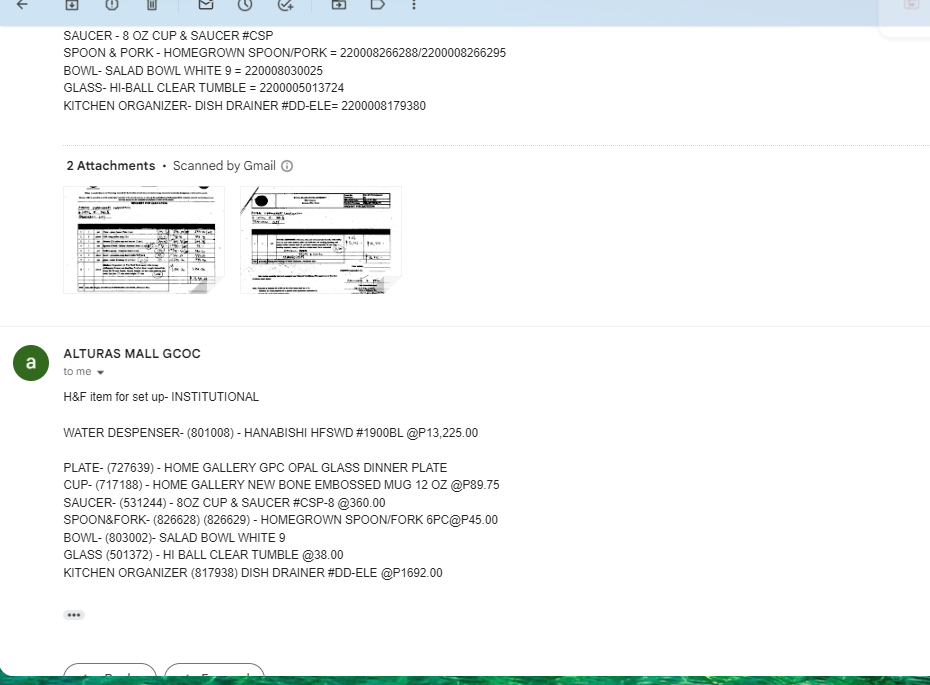 SAUCER - 8 OZ CUP & SAUCER #CSP
SPOON & PORK - HOMEGROWN SPOON/PORK = 220008266288/2200008266295
BOWL- SALAD BOWL WHITE 9 = 220008030025
GLASS- HI-BALL CLEAR TUMBLE = 2200005013724
KITCHEN ORGANIZER- DISH DRAINER #DD-ELE= 2200008179380
2 Attachments • Scanned by Gmail
ALTURAS MALL GCOC
a
to me
H&F item for set up- INSTITUTIONAL
WATER DESPENSER- (801008) - HANABISHI HFSWD #1900BL @P13,225.00
PLATE- (727639) - HOME GALLERY GPC OPAL GLASS DINNER PLATE
CUP- (717188) - HOME GALLERY NEW BONE EMBOSSED MUG 12 OZ @P89.75
SAUCER- (531244) - 8OZ CUP & SAUCER #CSP-8 @360.00
SPOON&FORK- (826628) (826629) - HOMEGROWN SPOON/FORK 6PC@P45.00
BOWL- (803002)- SALAD BOWL WHITE 9
GLASS (501372) - HI BALL CLEAR TUMBLE @38.00
KITCHEN ORGANIZER (817938) DISH DRAINER #DD-ELE @P1692.00